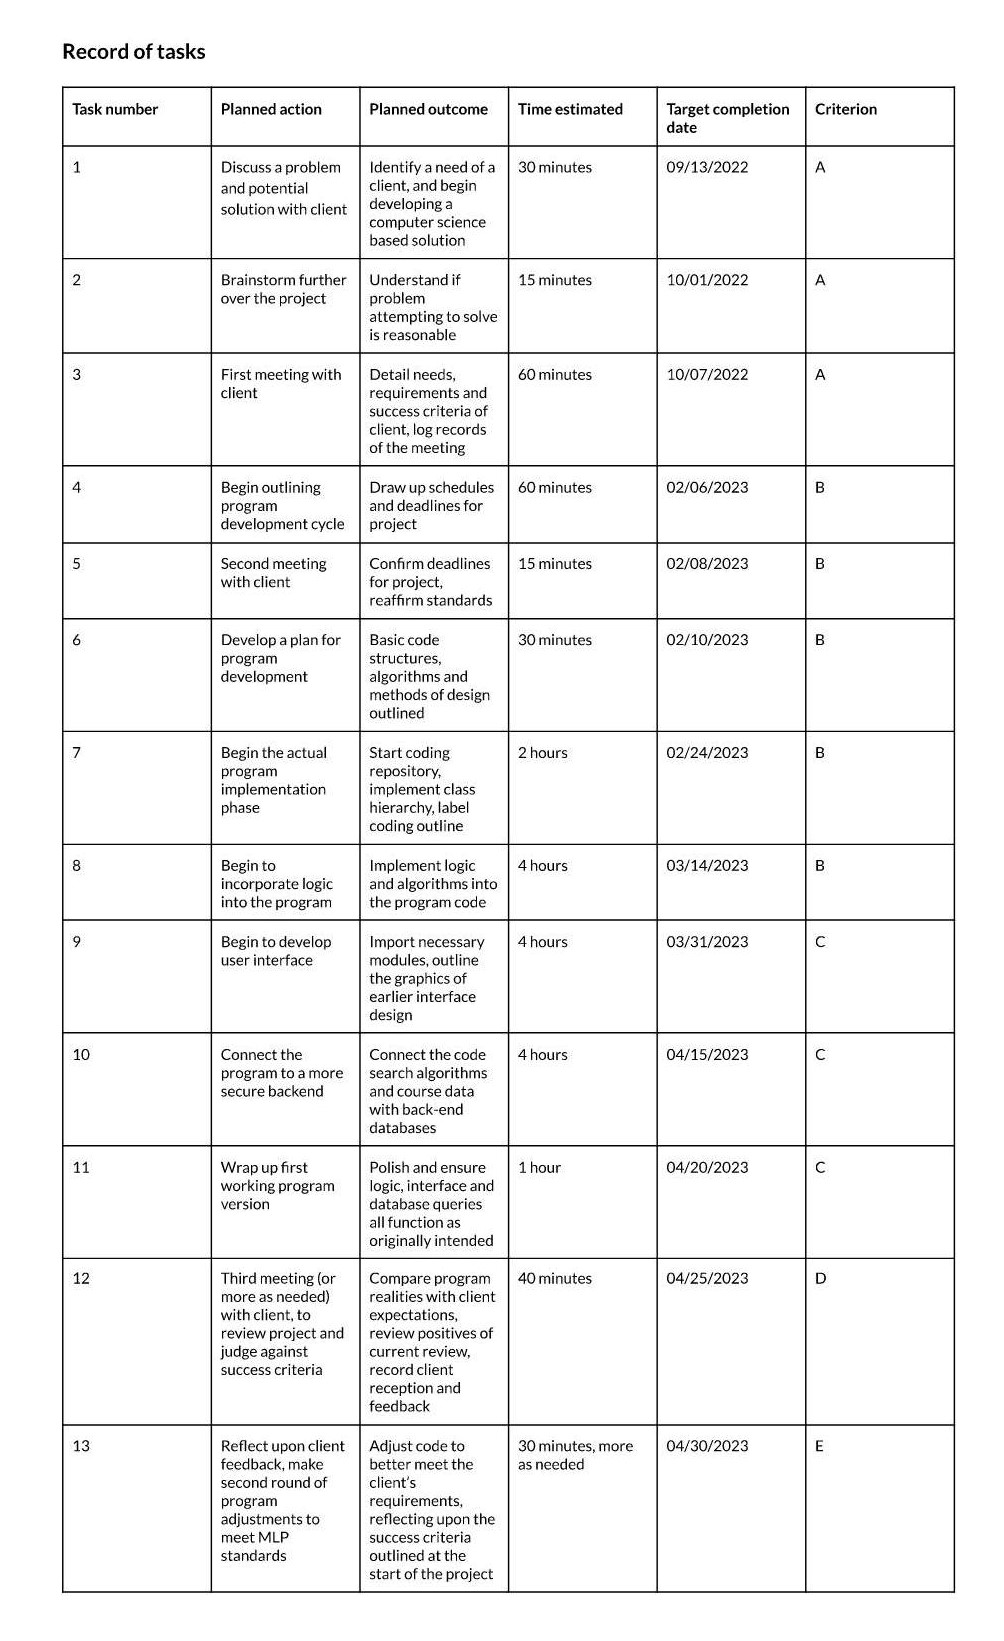 Record of tasks
Task number
Planned action
Planned outcome
Time estimated
Target completion
date
Criterion
1
Discuss a problem
and potential
solution with client
Identify a need of a
client, and begin
developing a
computer science
based solution
30 minutes
09/13/2022
A
2
Brainstorm further
over the project
Understand if
problem
attempting to solve
is reasonable
15 minutes
10/01/2022
A
3
First meeting with
client
Detail needs,
requirements and
success criteria of
client, log records
of the meeting
60 minutes
10/07/2022
A
4
Begin outlining
program
development cycle
Draw up schedules
and deadlines for
project
60 minutes
02/06/2023
B
5
Second meeting
with client
Confirm deadlines
for project,
reaffirm standards
15 minutes
02/08/2023
B
6
Develop a plan for
program
development
Basic code
structures,
algorithms and
methods of design
outlined
30 minutes
02/10/2023
B
7
Begin the actual
program
implementation
phase
Start coding
repository,
implement class
hierarchy, label
coding outline
2 hours
02/24/2023
B
8
Begin to
incorporate logic
into the program
Implement logic
and algorithms into
the program code
4 hours
03/14/2023
B
9
Begin to develop
user interface
Import necessary
modules, outline
the graphics of
earlier interface
design
4 hours
03/31/2023
C
10
Connect the
program to a more
secure backend
Connect the code
search algorithms
and course data
with back-end
databases
4 hours
04/15/2023
C
11
Wrap up first
working program
version
Polish and ensure
logic, interface and
database queries
all function as
originally intended
1 hour
04/20/2023
C
12
Third meeting (or
more as needed)
with client, to
review project and
judge against
success criteria
Compare program
realities with client
expectations,
review positives of
current review,
record client
reception and
feedback
40 minutes
04/25/2023
D
13
Reflect upon client
feedback, make
second round of
program
adjustments to
meet MLP
standards
Adjust code to
better meet the
client's
requirements,
reflecting upon the
success criteria
outlined at the
start of the project
30 minutes, more
as needed
04/30/2023
E